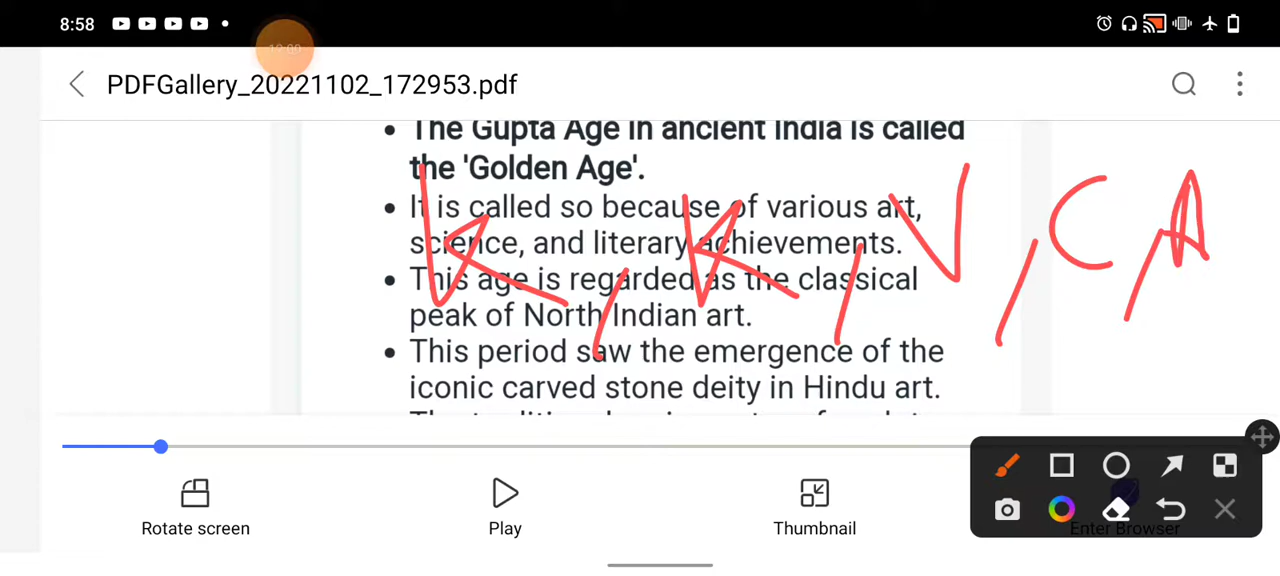 8:58
12:00
PDFGallery_20221102_172953.pdf
• The Gupta Age in ancient India is called
the 'Golden Age'.
• It is called so because of various art,
science, and literary achievements.
• This age is regarded as the classical
peak of North Indian art.
• This period saw the emergence of the
iconic carved stone deity in Hindu art.
K, K, V, C, A
Rotate screen
Play
Thumbnail
Enter Browser